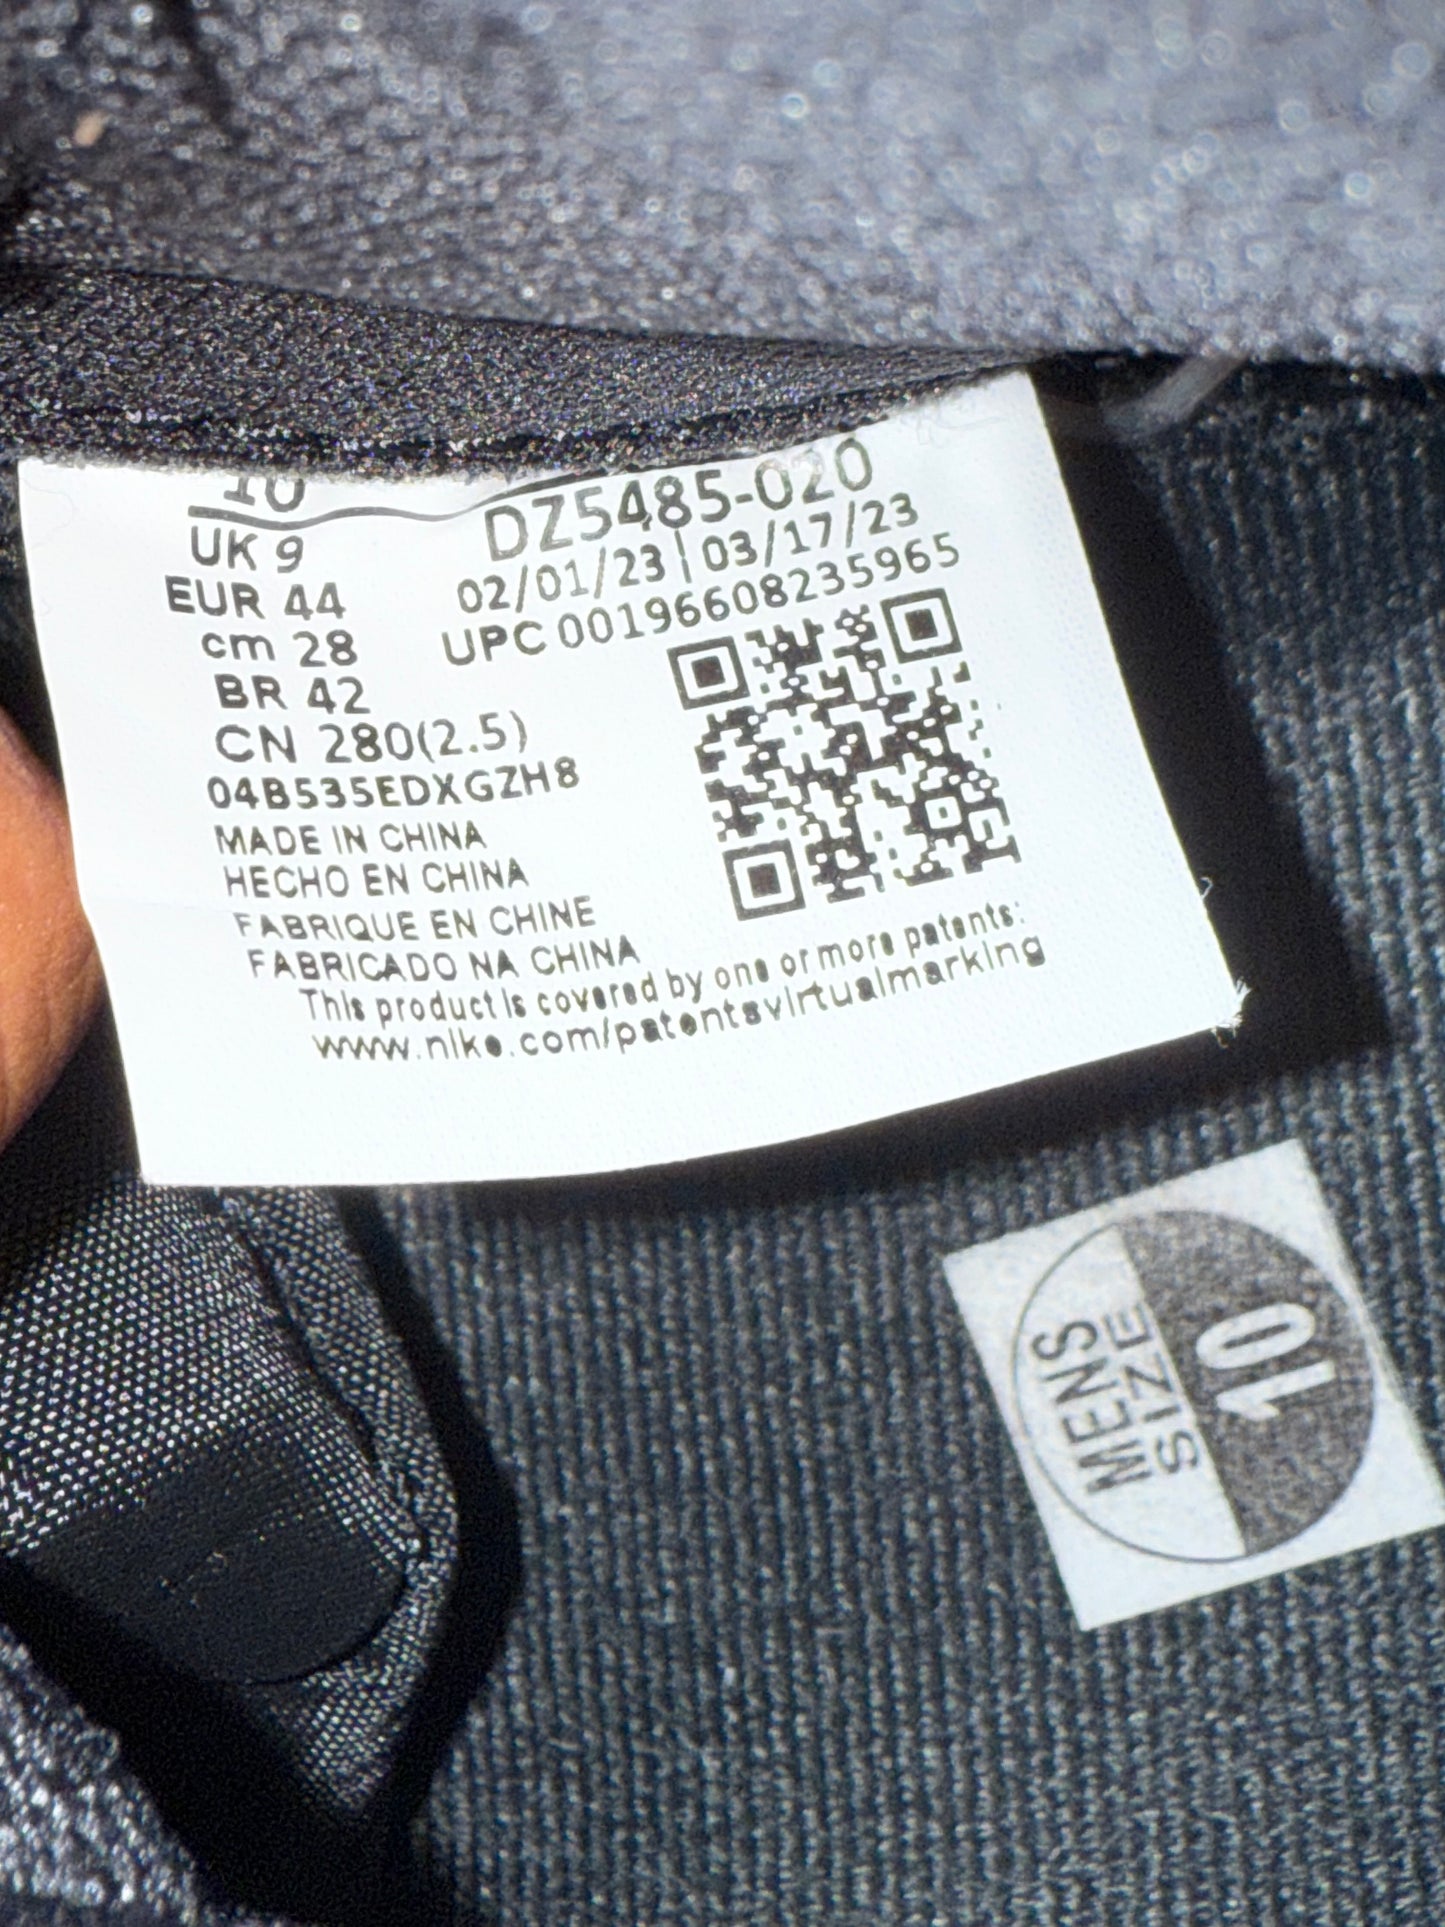 10
UK 9
EUR 44
cm 28
BR 42
CN 280(2.5)
04B535EDXGZH8
MADE IN CHINA
HECHO EN CHINA
FABRIQUE EN CHINE
FABRICADO NA CHINA
DZ5485-020
02/01/23 | 03/17/23
UPC 00196608235965
This product is covered by one or more patents:
www.nike.com/patentsvirtualmarking
MENS
SIZE
10